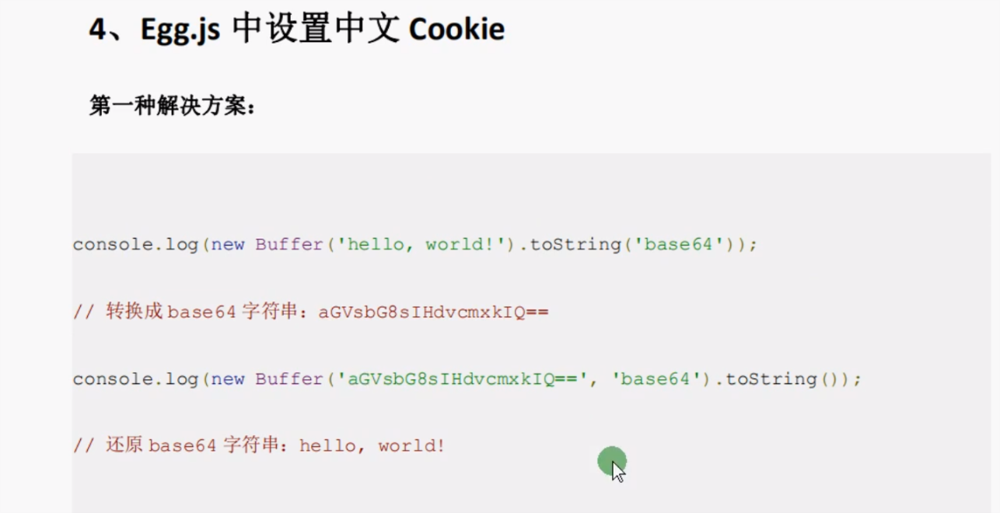 4、Egg.js 中设置中文 Cookie
第一种解决方案：
console.log(new Buffer('hello, world!').toString('base64'));
// 转换成 base64 字符串：aGVsbG8sIHdvcmxkIQ==
console.log(new Buffer('aGVsbG8sIHdvcmxkIQ==', 'base64').toString());
// 还原 base64 字符串：hello, world!